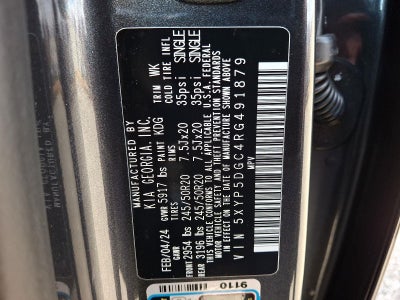 MANUFACTURED BY
KIA GEORGIA, INC.
FEB/04/24 GVWR 5917 lbs PAINT KDG TRIM WK
GAWR TIRES RIMS COLD TIRE INFL
FRONT 2954 lbs 245/50R20 7.5Jx20 35psi SINGLE
REAR 3196 lbs 245/50R20 7.5Jx20 35psi SINGLE
THIS VEHICLE CONFORMS TO ALL APPLICABLE U.S.A. FEDERAL
MOTOR VEHICLE SAFETY AND THEFT PREVENTION STANDARDS
IN EFFECT ON THE DATE OF MANUFACTURE SHOWN ABOVE
VIN 5XYP5DGC4RG491879
MPV
9110